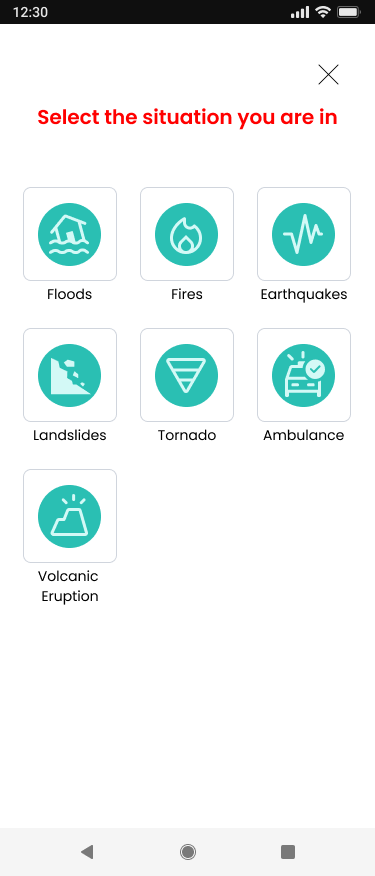 12:30
Select the situation you are in
Floods
Fires
Earthquakes
Landslides
Tornado
Ambulance
Volcanic
Eruption